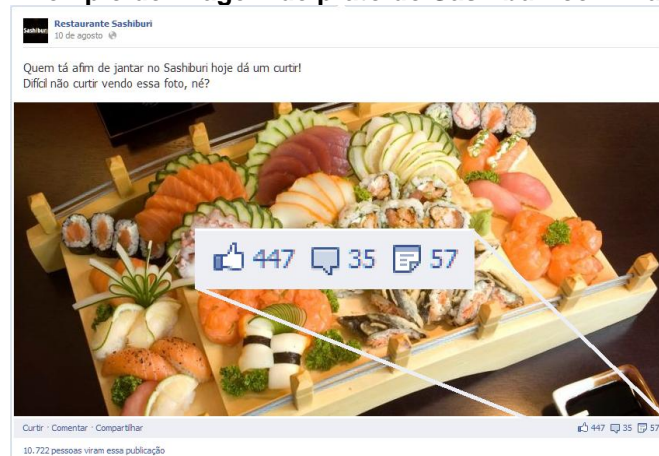 Restaurante Sashiburi
Sashiburi
10 de agosto
Quem tá afim de jantar no Sashiburi hoje dá um curtir!
Difícil não curtir vendo essa foto, né?
447 35 57
Curtir · Comentar · Compartilhar 447 35 57
10.722 pessoas viram essa publicação